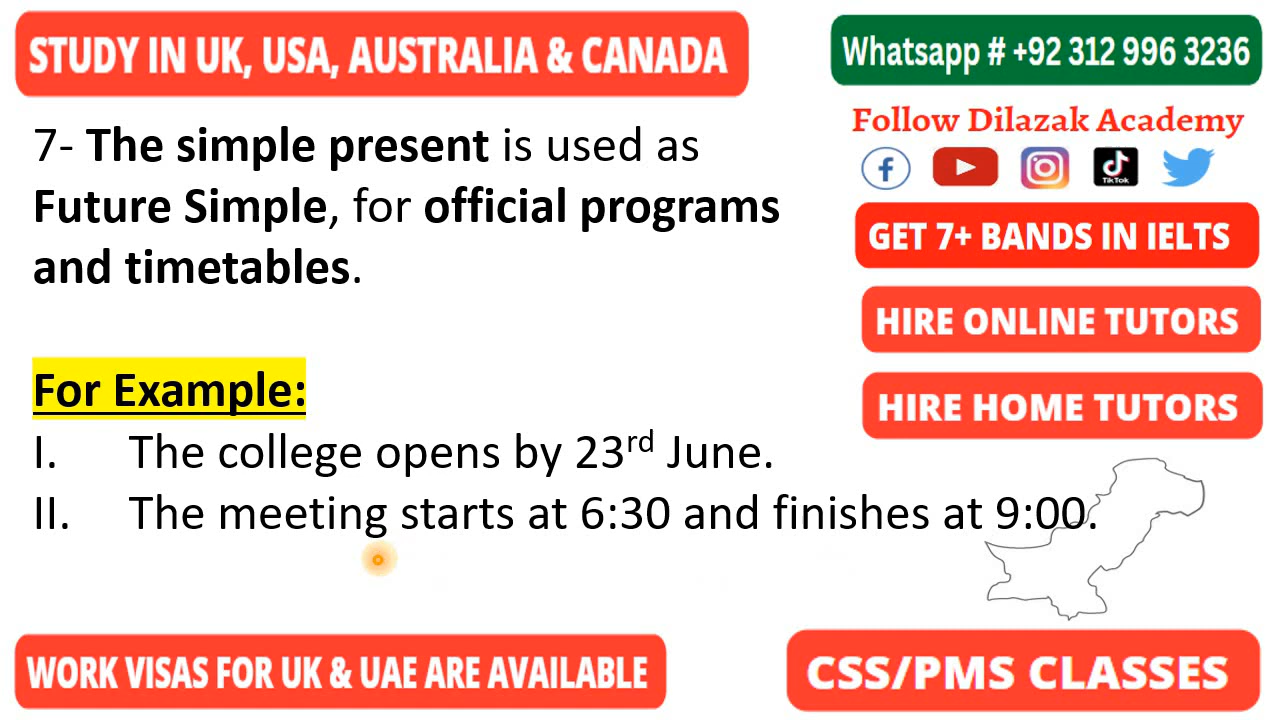 STUDY IN UK, USA, AUSTRALIA & CANADA
Whatsapp # +92 312 996 3236
7- The simple present is used as
Future Simple, for official programs
and timetables.
Follow Dilazak Academy
TikTok
GET 7+ BANDS IN IELTS
HIRE ONLINE TUTORS
HIRE HOME TUTORS
For Example:
I. The college opens by 23rd June.
II. The meeting starts at 6:30 and finishes at 9:00.
WORK VISAS FOR UK & UAE ARE AVAILABLE
CSS/PMS CLASSES